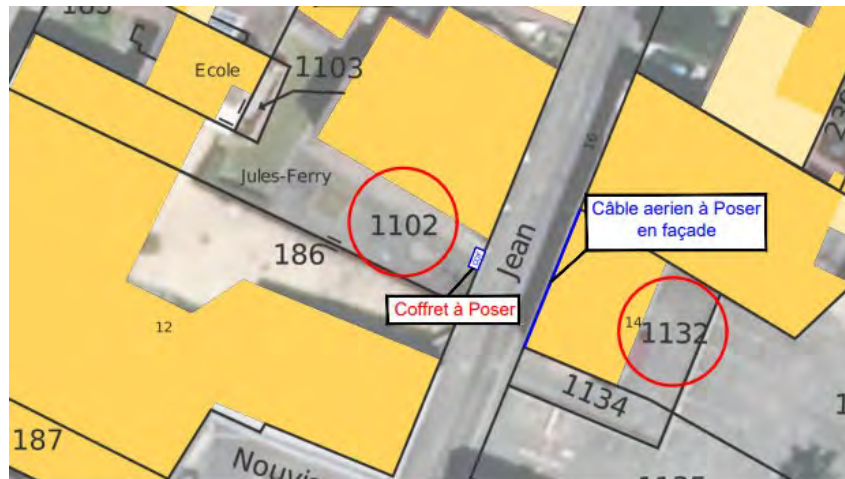 Ecole
1103
Jules-Ferry
1102
186
Jean
16
Câble aerien à Poser
en façade
Coffret à Poser
14
1132
12
1134
187